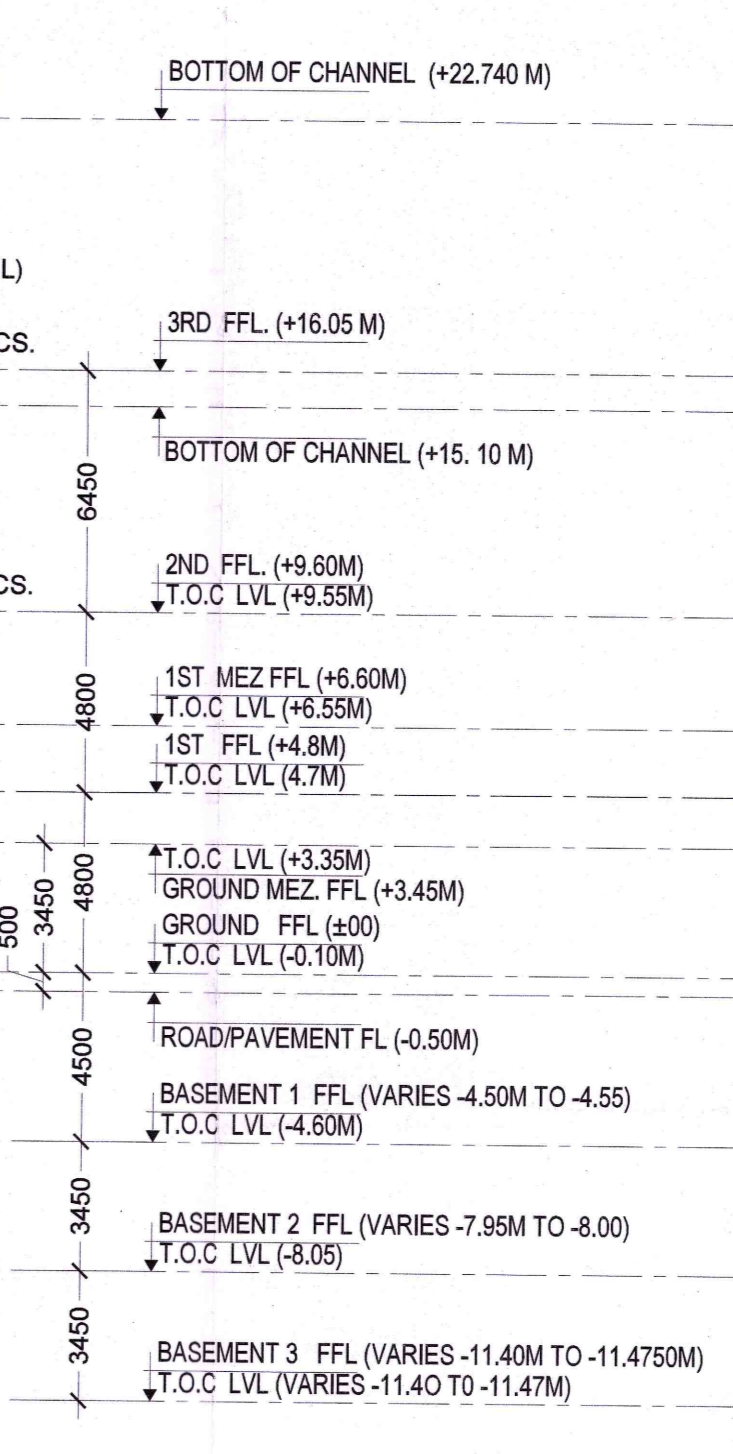 BOTTOM OF CHANNEL (+22.740 M)
L)
3RD FFL. (+16.05 M)
CS.
BOTTOM OF CHANNEL (+15. 10 M)
6450
2ND FFL. (+9.60M)
CS.
T.O.C LVL (+9.55M)
1ST MEZ FFL (+6.60M)
4800
T.O.C LVL (+6.55M)
1ST FFL (+4.8M)
T.O.C LVL (4.7M)
T.O.C LVL (+3.35M)
4800
3450
GROUND MEZ. FFL (+3.45M)
500
GROUND FFL (±00)
T.O.C LVL (-0.10M)
ROAD/PAVEMENT FL (-0.50M)
4500
BASEMENT 1 FFL (VARIES -4.50M TO -4.55)
T.O.C LVL (-4.60M)
3450
BASEMENT 2 FFL (VARIES -7.95M TO -8.00)
T.O.C LVL (-8.05)
3450
BASEMENT 3 FFL (VARIES -11.40M TO -11.4750M)
T.O.C LVL (VARIES -11.4O T0 -11.47M)